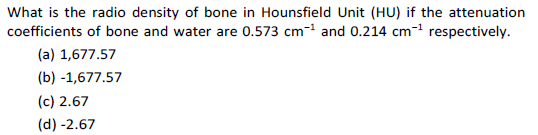 What is the radio density of bone in Hounsfield Unit (HU) if the attenuation
coefficients of bone and water are 0.573 cm⁻¹ and 0.214 cm⁻¹ respectively.
(a) 1,677.57
(b) -1,677.57
(c) 2.67
(d) -2.67